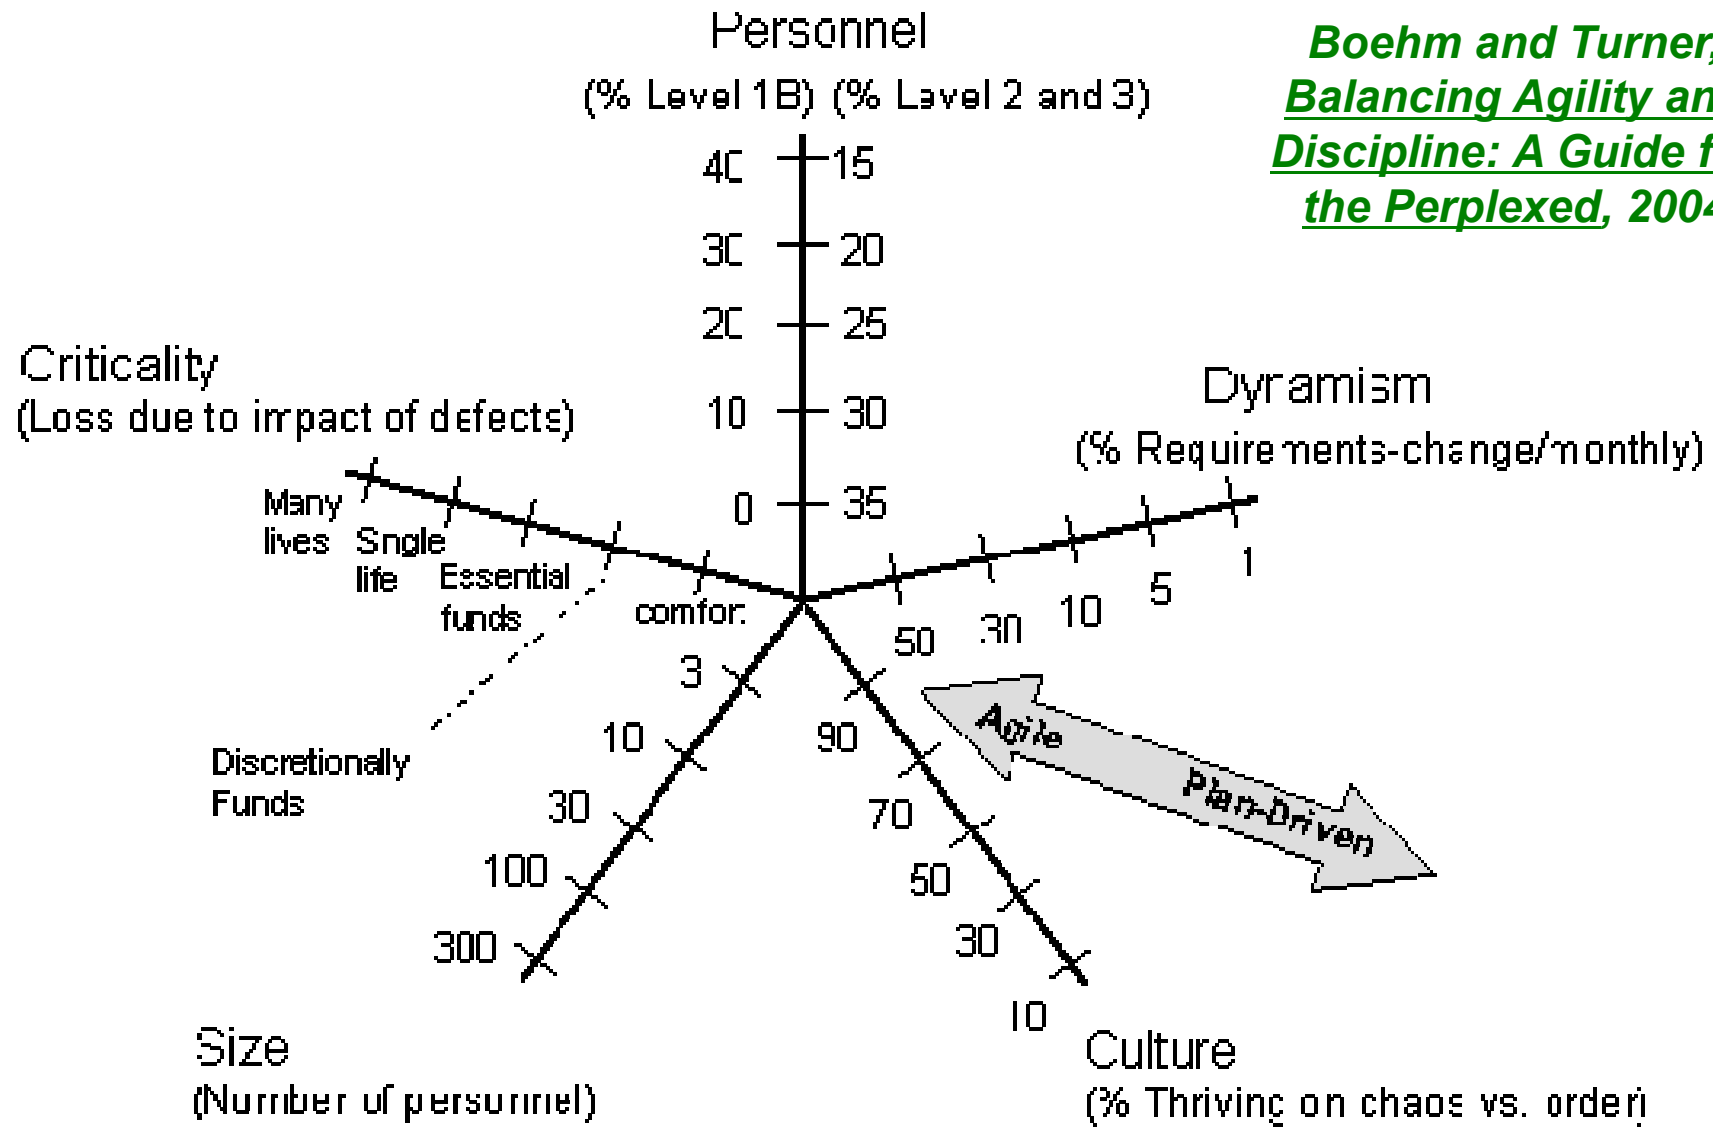 Personnel
(% Level 1B) (% Level 2 and 3)
Boehm and Turner,
Balancing Agility an
Discipline: A Guide f
the Perplexed, 2004
40 15
30 20
20 25
10 30
0 35
Criticality
(Loss due to impact of defects)
Many
lives
Single
life
Essential
funds
comfort
Discretionally
Funds
Dynamism
(% Requirements-change/monthly)
50
30
10
5
1
3
10
30
100
300
90
70
50
30
10
Agile
Plan-Driven
Size
(Number of personnel)
Culture
(% Thriving on chaos vs. order)